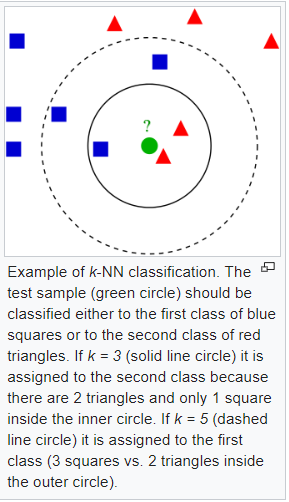 ?
Example of k-NN classification. The
test sample (green circle) should be
classified either to the first class of blue
squares or to the second class of red
triangles. If k = 3 (solid line circle) it is
assigned to the second class because
there are 2 triangles and only 1 square
inside the inner circle. If k = 5 (dashed
line circle) it is assigned to the first
class (3 squares vs. 2 triangles inside
the outer circle).